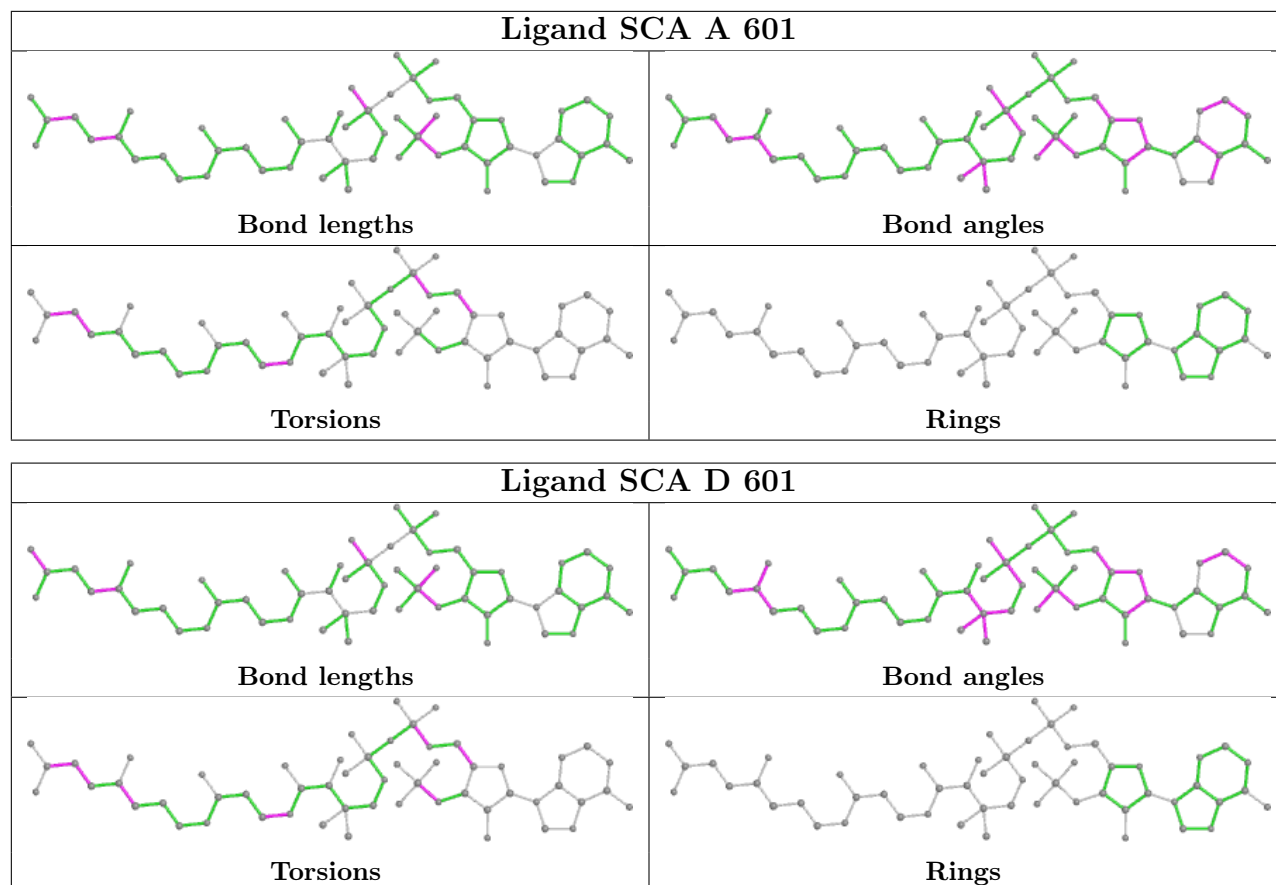 Ligand SCA A 601
Bond lengths
Bond angles
Torsions
Rings
Ligand SCA D 601
Bond lengths
Bond angles
Torsions
Rings